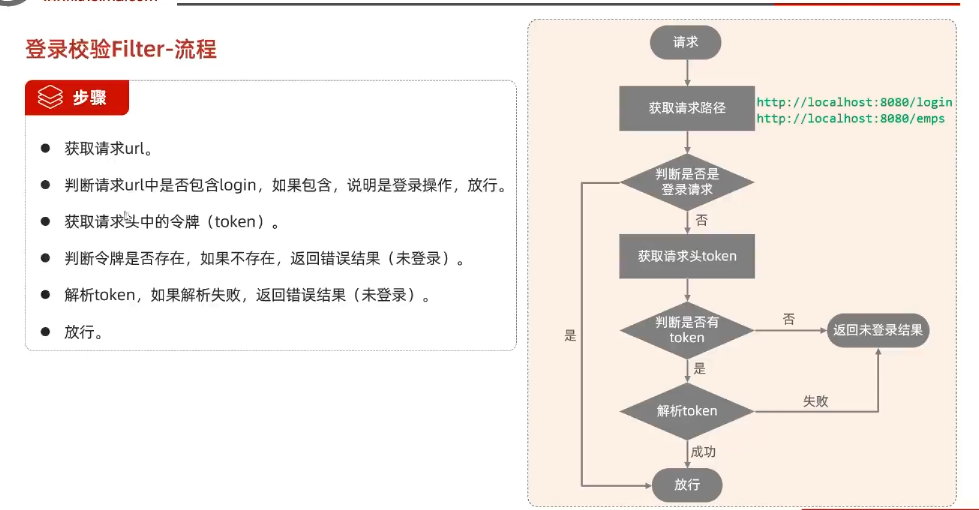 登录校验Filter-流程
步骤
获取请求url。
判断请求url中是否包含login，如果包含，说明是登录操作，放行。
获取请求头中的令牌（token）。
判断令牌是否存在，如果不存在，返回错误结果（未登录）。
解析token，如果解析失败，返回错误结果（未登录）。
放行。
请求
获取请求路径
http://localhost:8080/login
http://localhost:8080/emps
判断是否是
登录请求
否
获取请求头token
判断是否有
token
否
返回未登录结果
是
是
解析token
失败
成功
放行